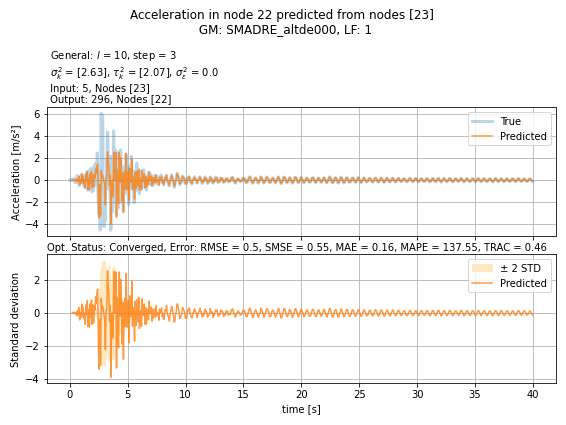 Acceleration in node 22 predicted from nodes [23]
GM: SMADRE_altde000, LF: 1
General: l = 10, step = 3
σ²ₖ = [2.63], τ²ₖ = [2.07], σ²ε = 0.0
Input: 5, Nodes [23]
Output: 296, Nodes [22]
Acceleration [m/s²]
6
4
2
0
−2
−4
True
Predicted
Opt. Status: Converged, Error: RMSE = 0.5, SMSE = 0.55, MAE = 0.16, MAPE = 137.55, TRAC = 0.46
Standard deviation
2
0
−2
−4
± 2 STD
Predicted
0 5 10 15 20 25 30 35 40
time [s]